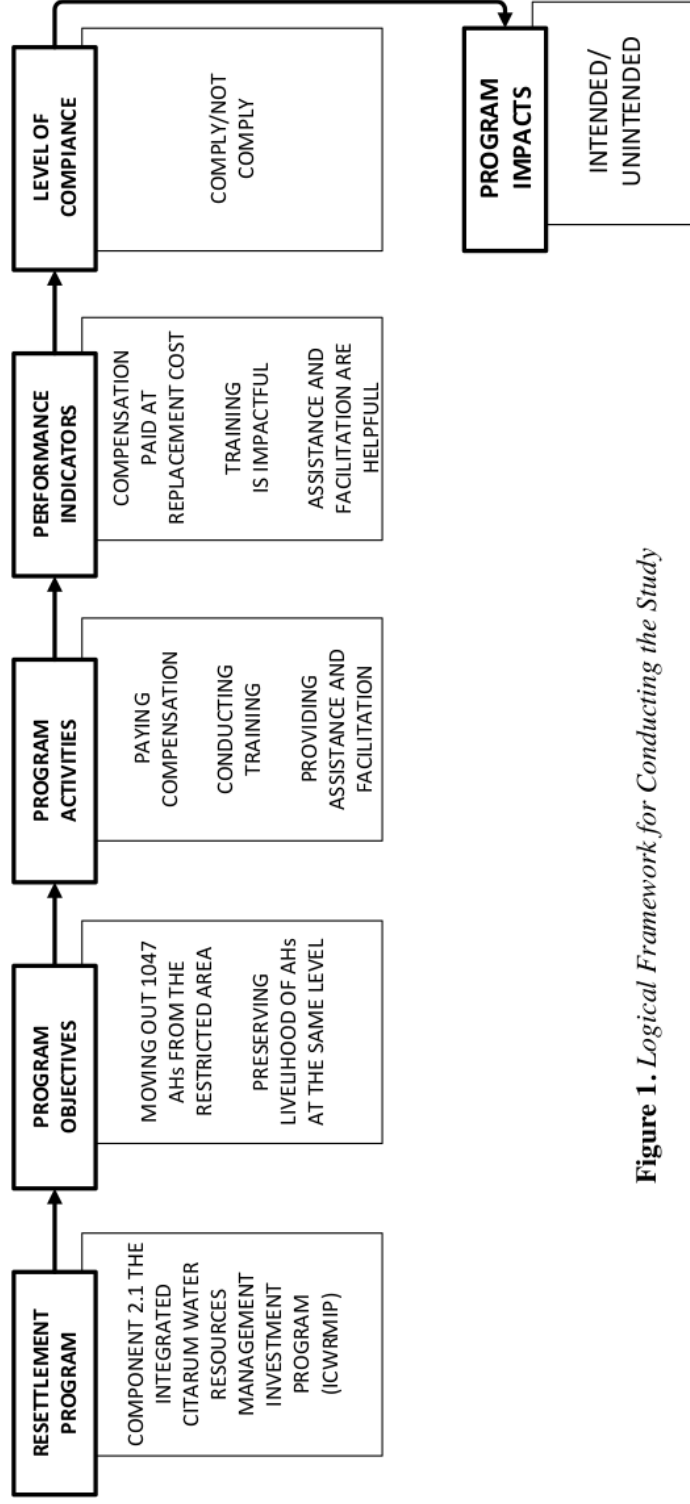 RESETTLEMENT
PROGRAM
COMPONENT 2.1 THE
INTEGRATED
CITARUM WATER
RESOURCES
MANAGEMENT
INVESTMENT
PROGRAM
(ICWRMIP)
PROGRAM
OBJECTIVES
MOVING OUT 1047
AHs FROM THE
RESTRICTED AREA
PRESERVING
LIVELIHOOD OF AHs
AT THE SAME LEVEL
PROGRAM
ACTIVITIES
PAYING
COMPENSATION
CONDUCTING
TRAINING
PROVIDING
ASSISTANCE AND
FACILITATION
PERFORMANCE
INDICATORS
COMPENSATION
PAID AT
REPLACEMENT COST
TRAINING
IS IMPACTFUL
ASSISTANCE AND
FACILITATION ARE
HELPFULL
LEVEL OF
COMPIANCE
COMPLY/NOT
COMPLY
PROGRAM
IMPACTS
INTENDED/
UNINTENDED
Figure 1. Logical Framework for Conducting the Study